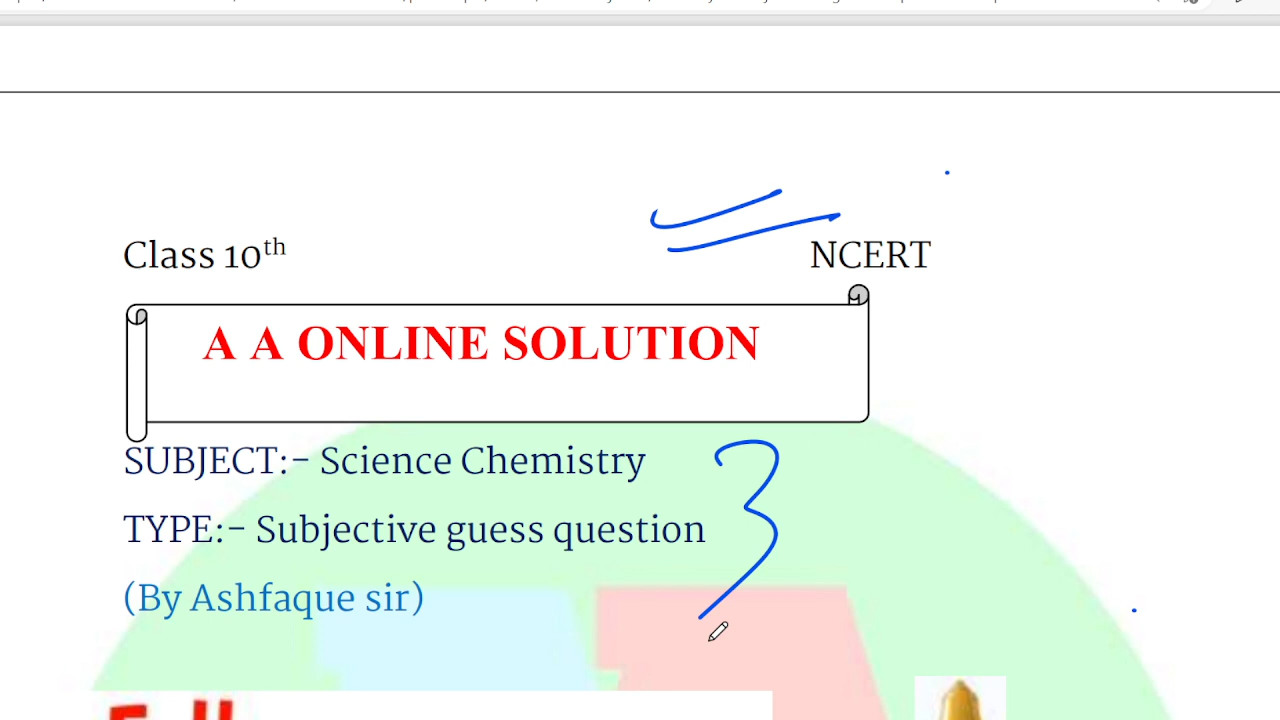 Class 10th
NCERT
A A ONLINE SOLUTION
SUBJECT:- Science Chemistry
TYPE:- Subjective guess question
(By Ashfaque sir)